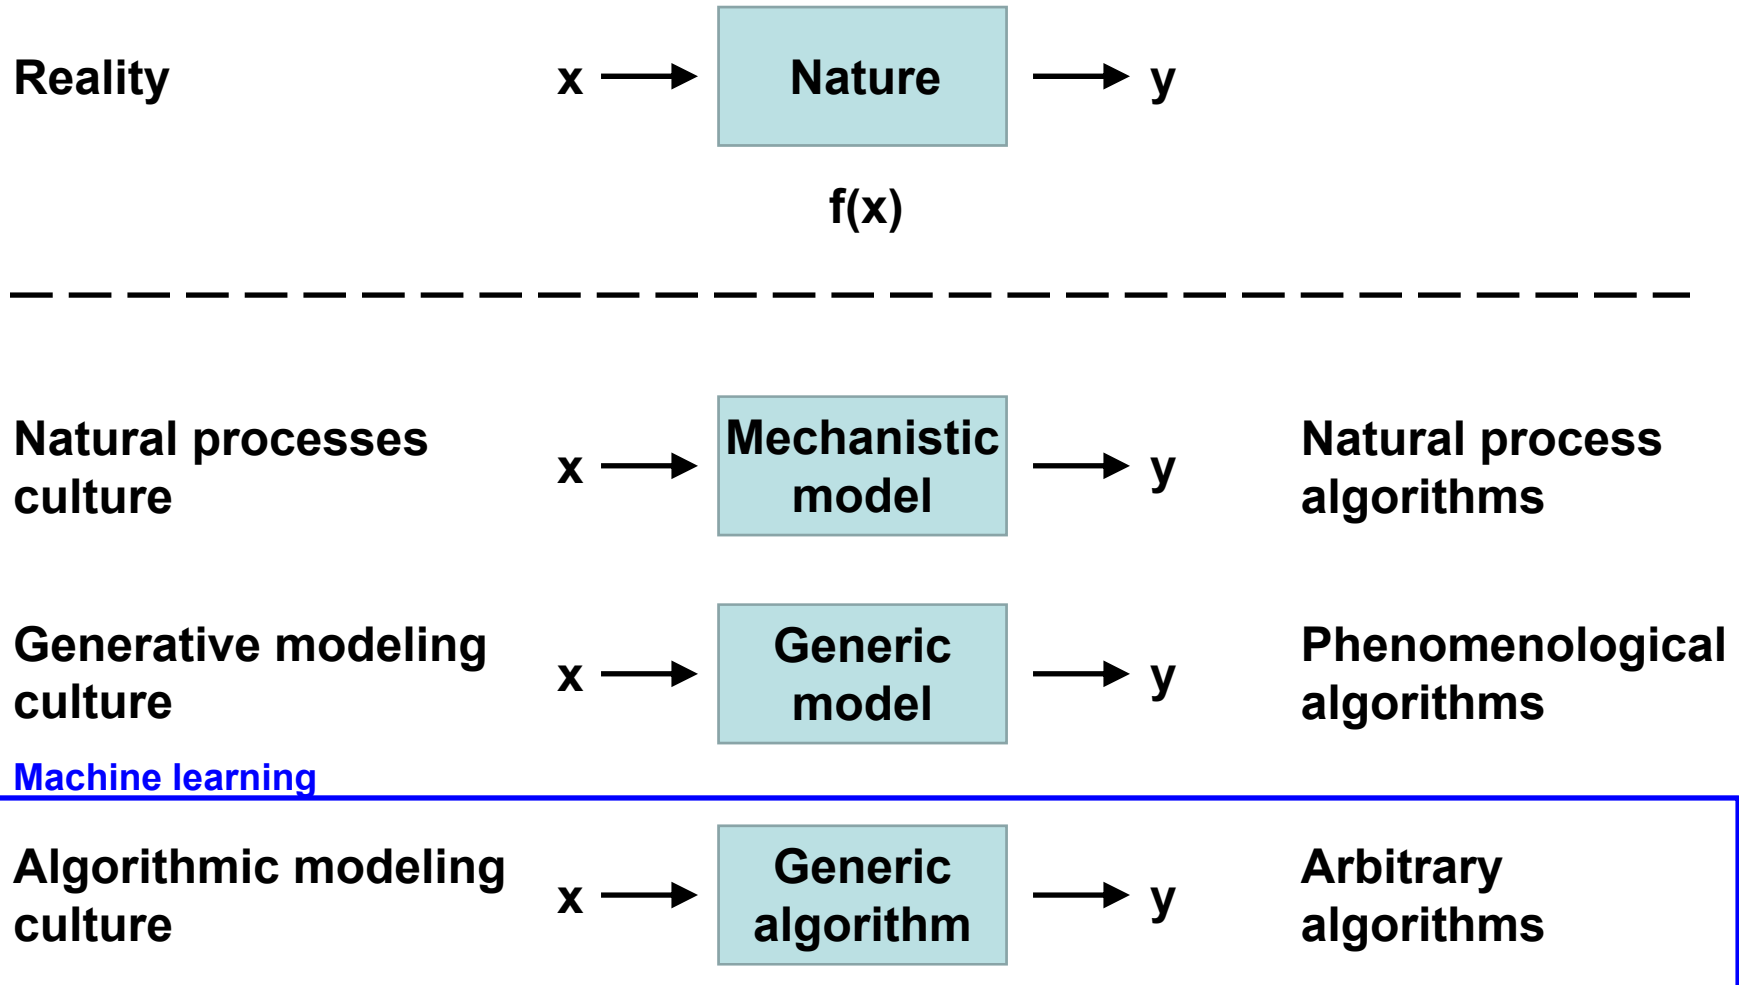 Reality
x
Nature
y
f(x)
Natural processes
culture
x
Mechanistic
model
y
Natural process
algorithms
Generative modeling
culture
x
Generic
model
y
Phenomenological
algorithms
Machine learning
Algorithmic modeling
culture
x
Generic
algorithm
y
Arbitrary
algorithms